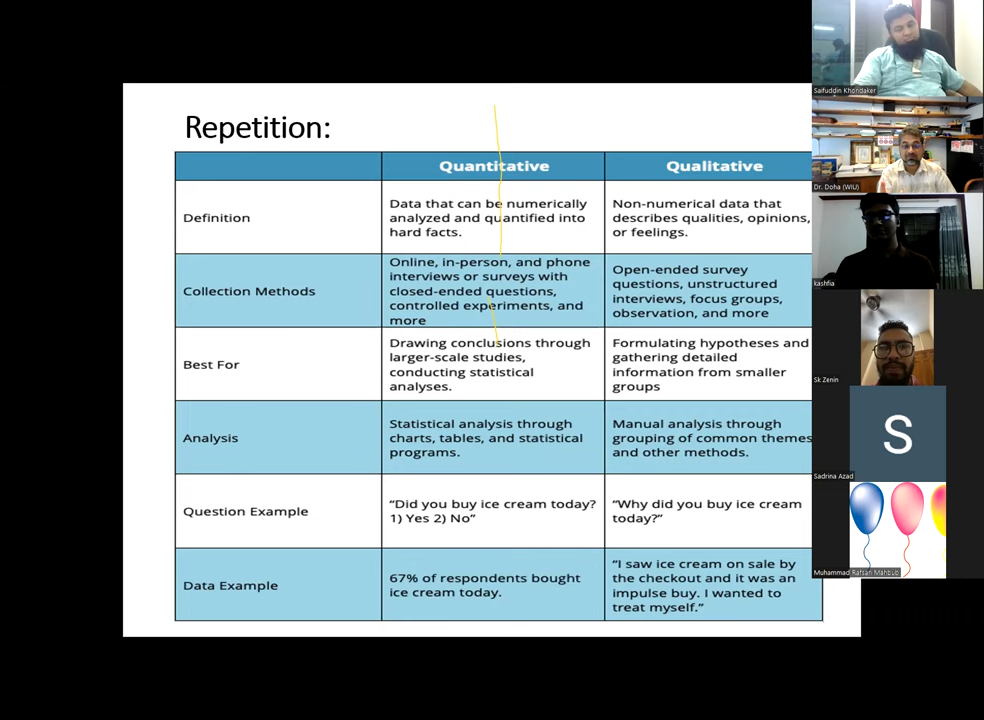 Repetition:
Quantitative
Qualitative
Definition
Data that can be numerically
analyzed and quantified into
hard facts.
Non-numerical data that
describes qualities, opinions,
or feelings.
Collection Methods
Online, in-person, and phone
interviews or surveys with
closed-ended questions,
controlled experiments, and
more
Open-ended survey
questions, unstructured
interviews, focus groups,
observation, and more
Best For
Drawing conclusions through
larger-scale studies,
conducting statistical
analyses.
Formulating hypotheses and
gathering detailed
information from smaller
groups
Analysis
Statistical analysis through
charts, tables, and statistical
programs.
Manual analysis through
grouping of common themes
and other methods.
Question Example
“Did you buy ice cream today?
1) Yes 2) No”
“Why did you buy ice cream
today?”
Data Example
67% of respondents bought
ice cream today.
“I saw ice cream on sale by
the checkout and it was an
impulse buy. I wanted to
treat myself.”
Saifuddin Khondaker
Dr. Doha (WIU)
kashfia
Sk Zenin
S
Sadrina Azad
Muhammad Rafsan Mahbub